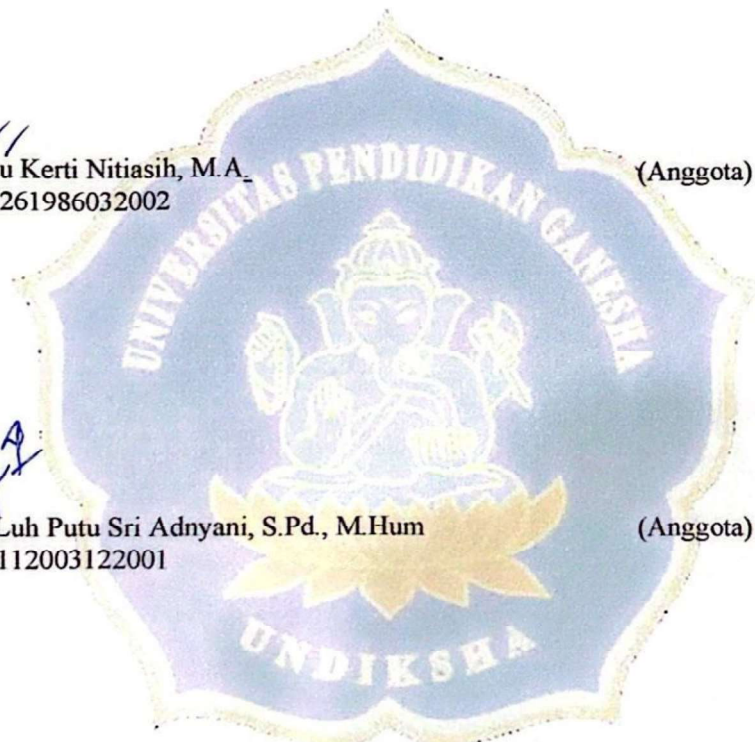 u Kerti Nitiasih, M.A. (Anggota)
261986032002
UNIVERSITAS PENDIDIKAN GANESHA
Luh Putu Sri Adnyani, S.Pd., M.Hum (Anggota)
112003122001
UNDIKSHA